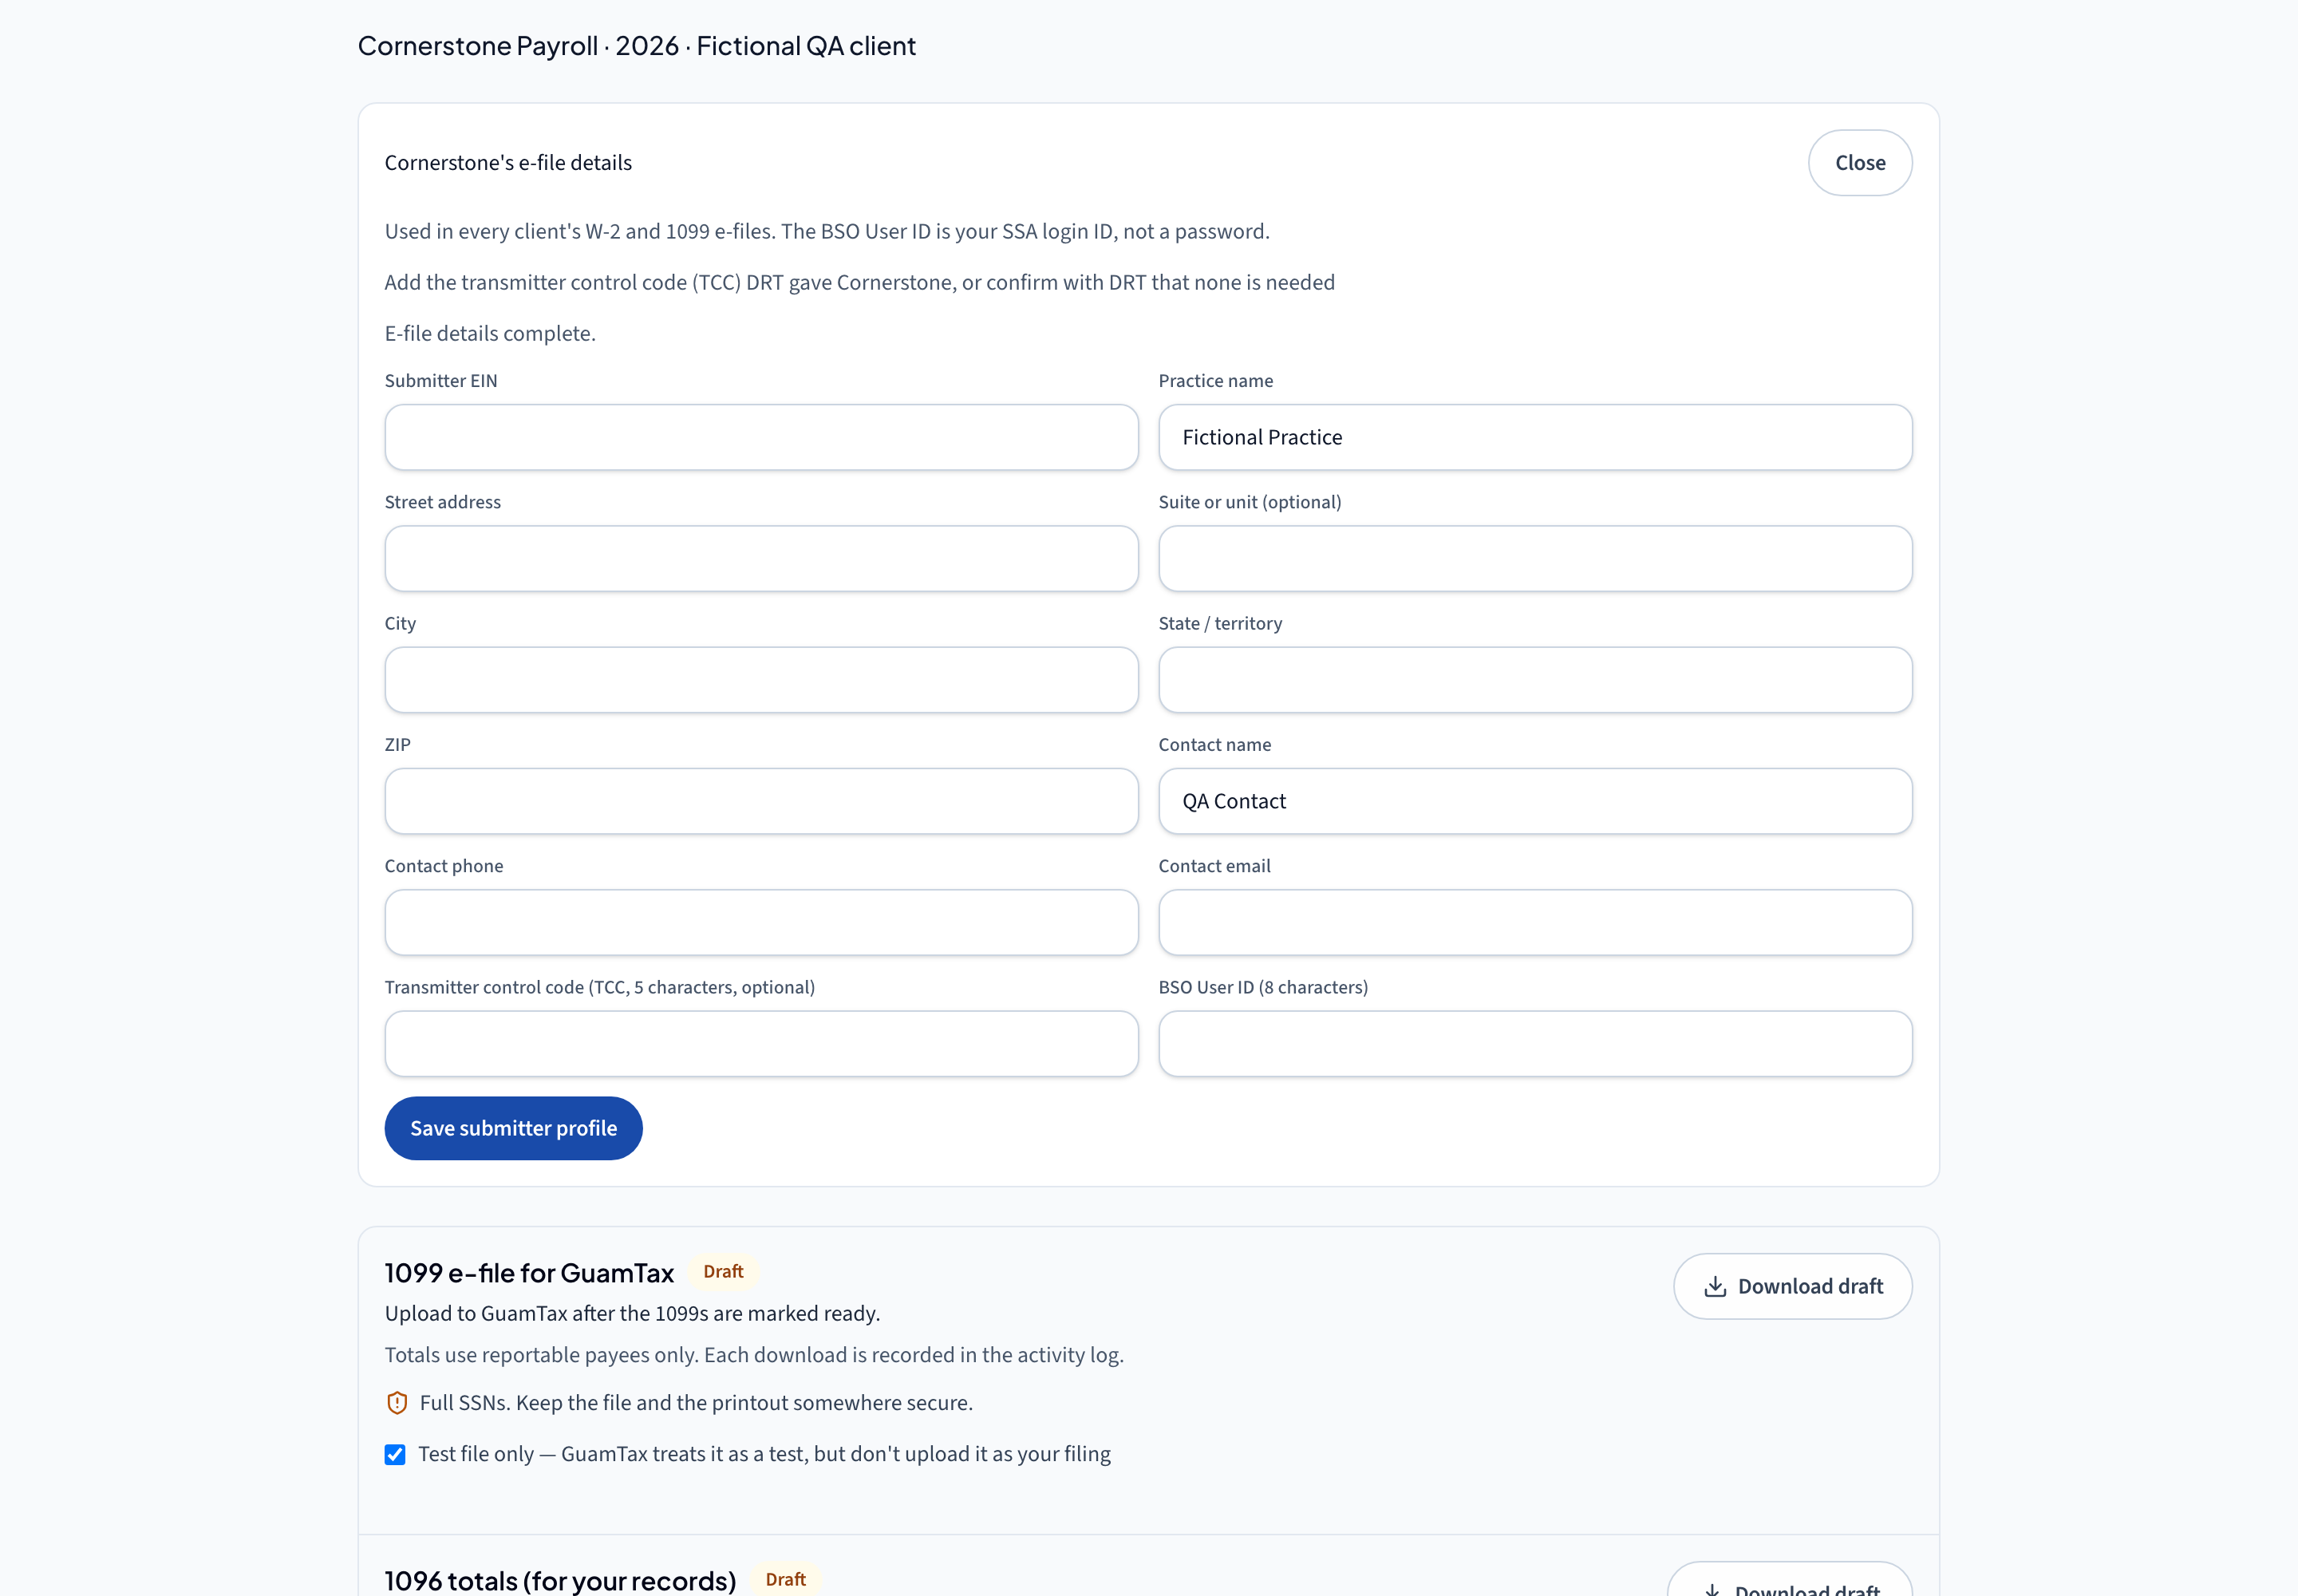 Cornerstone Payroll · 2026 · Fictional QA client
Cornerstone's e-file details
Close
Used in every client's W-2 and 1099 e-files. The BSO User ID is your SSA login ID, not a password.
Add the transmitter control code (TCC) DRT gave Cornerstone, or confirm with DRT that none is needed
E-file details complete.
Submitter EIN
Practice name
Fictional Practice
Street address
Suite or unit (optional)
City
State / territory
ZIP
Contact name
QA Contact
Contact phone
Contact email
Transmitter control code (TCC, 5 characters, optional)
BSO User ID (8 characters)
Save submitter profile
1099 e-file for GuamTax
Draft
Download draft
Upload to GuamTax after the 1099s are marked ready.
Totals use reportable payees only. Each download is recorded in the activity log.
Full SSNs. Keep the file and the printout somewhere secure.
Test file only — GuamTax treats it as a test, but don't upload it as your filing
1096 totals (for your records)
Draft
Download draft